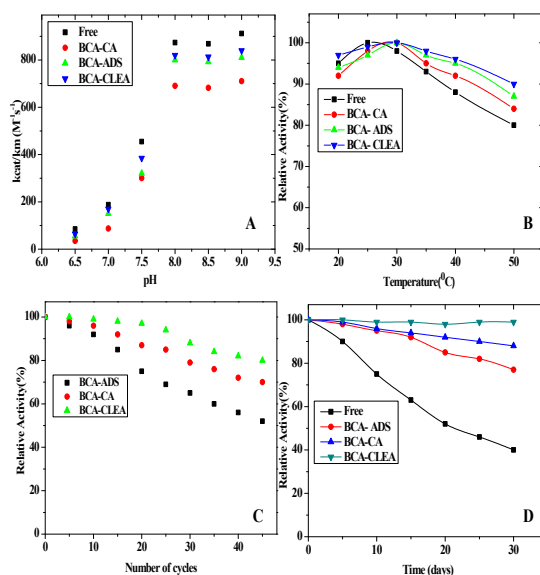 kcat/km (M⁻¹s⁻¹)
800
600
400
200
0
Free
BCA-CA
BCA-ADS
BCA-CLEA
A
6.0 6.5 7.0 7.5 8.0 8.5 9.0 9.5
pH
Relative Activity(%)
100
90
80
70
60
50
Free
BCA- CA
BCA- ADS
BCA- CLEA
B
20 30 40 50
Temperature(⁰C)
Relative Activity(%)
100
80
60
40
20
0
BCA-ADS
BCA-CA
BCA-CLEA
C
0 10 20 30 40
Number of cycles
Relative Activity(%)
100
80
60
40
20
0
Free
BCA- ADS
BCA-CA
BCA-CLEA
D
0 5 10 15 20 25 30
Time (days)